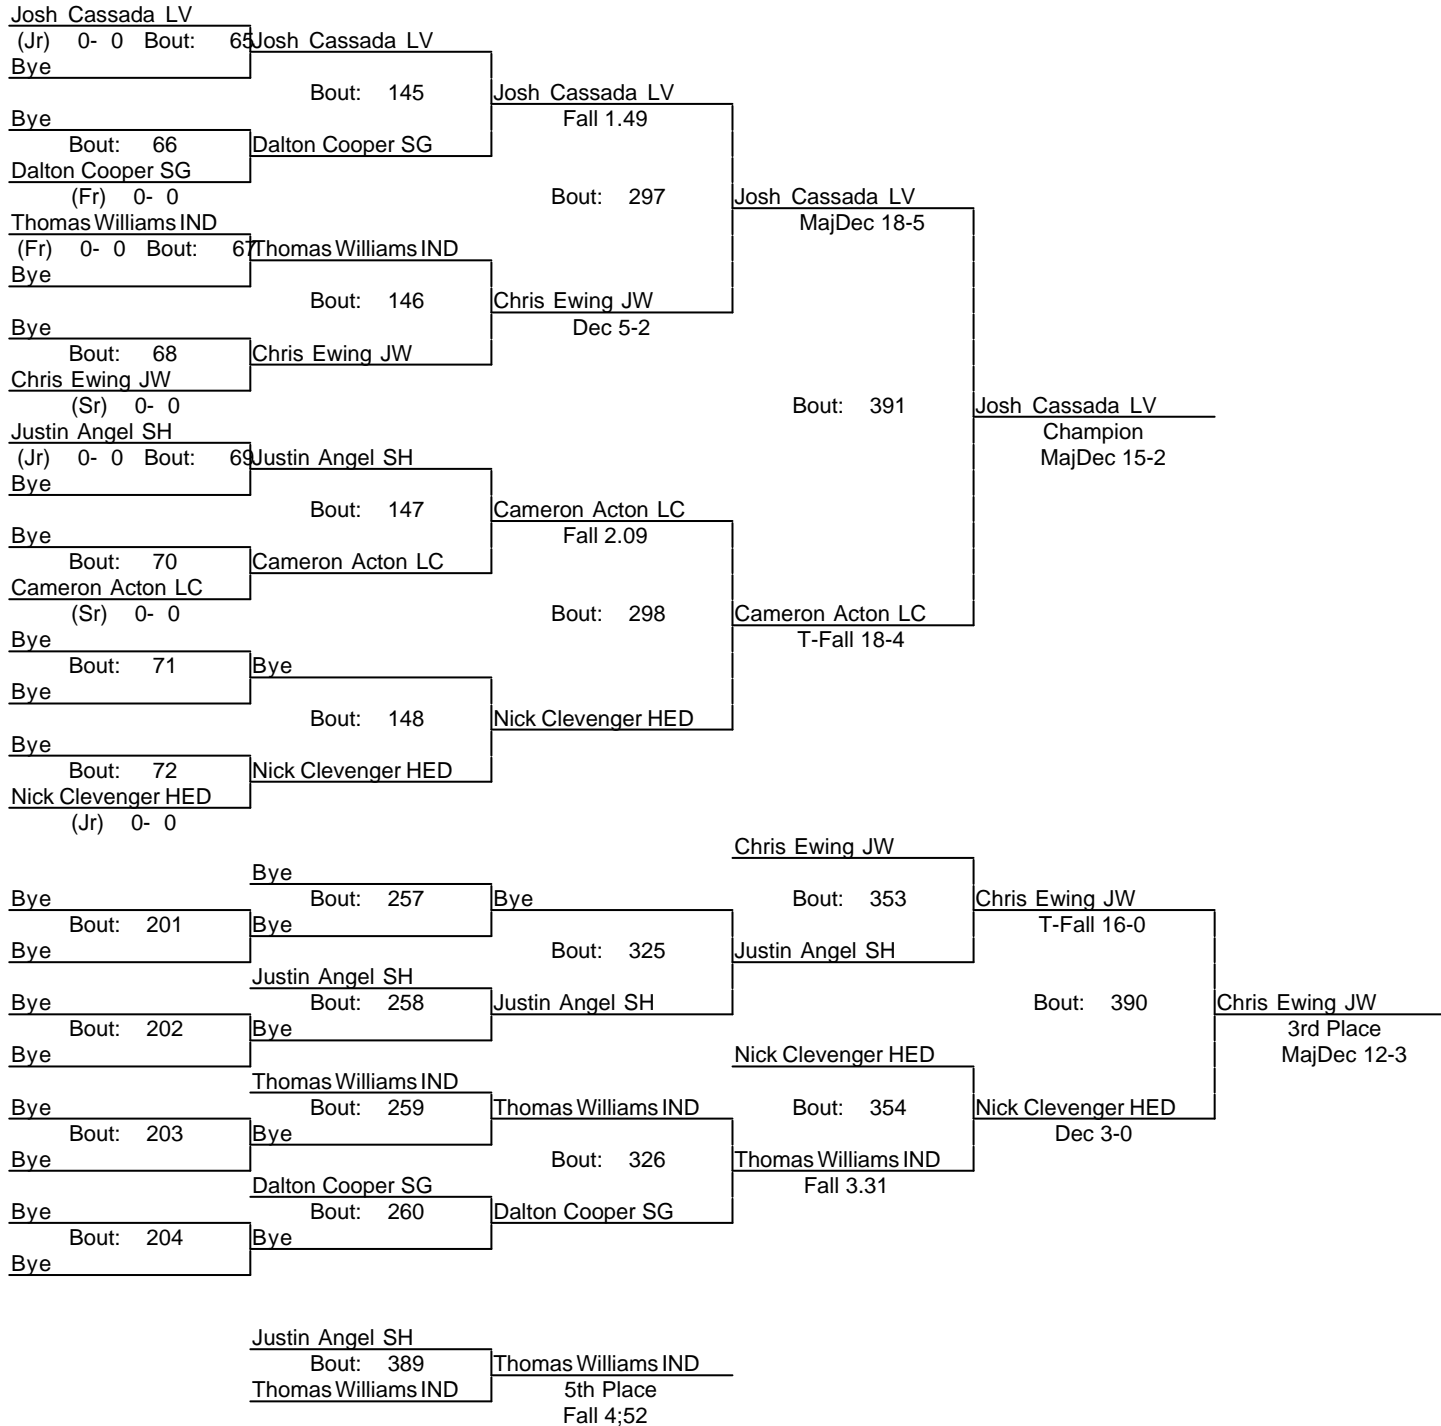 Josh Cassada LV
(Jr) 0- 0 Bout: 65 Josh Cassada LV
Bye
Bout: 145 Josh Cassada LV
Bye Fall 1.49
Bout: 66 Dalton Cooper SG
Dalton Cooper SG
(Fr) 0- 0 Bout: 297 Josh Cassada LV
Thomas Williams IND MajDec 18-5
(Fr) 0- 0 Bout: 67 Thomas Williams IND
Bye
Bout: 146 Chris Ewing JW
Bye Dec 5-2
Bout: 68 Chris Ewing JW
Chris Ewing JW
(Sr) 0- 0 Bout: 391 Josh Cassada LV
Justin Angel SH Champion
(Jr) 0- 0 Bout: 69 Justin Angel SH MajDec 15-2
Bye
Bout: 147 Cameron Acton LC
Bye Fall 2.09
Bout: 70 Cameron Acton LC
Cameron Acton LC
(Sr) 0- 0 Bout: 298 Cameron Acton LC
Bye T-Fall 18-4
Bout: 71 Bye
Bye
Bout: 148 Nick Clevenger HED
Bye
Bout: 72 Nick Clevenger HED
Nick Clevenger HED
(Jr) 0- 0
Chris Ewing JW
Bye
Bye Bout: 257 Bye Bout: 353 Chris Ewing JW
Bout: 201 Bye T-Fall 16-0
Bye Bout: 325 Justin Angel SH
Justin Angel SH
Bye Bout: 258 Justin Angel SH Bout: 390 Chris Ewing JW
Bout: 202 Bye 3rd Place
Bye Nick Clevenger HED MajDec 12-3
Thomas Williams IND
Bye Bout: 259 Thomas Williams IND Bout: 354 Nick Clevenger HED
Bout: 203 Bye Dec 3-0
Bye Bout: 326 Thomas Williams IND
Dalton Cooper SG Fall 3.31
Bye Bout: 260 Dalton Cooper SG
Bout: 204 Bye
Bye
Justin Angel SH
Bout: 389 Thomas Williams IND
Thomas Williams IND 5th Place
Fall 4;52